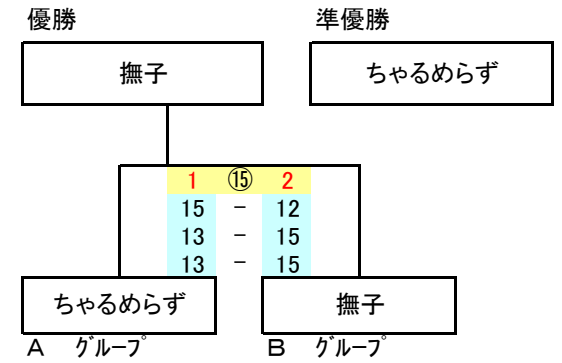 優勝 準優勝
撫子 ちゃるめらず
1 ⑮ 2
15 － 12
13 － 15
13 － 15
ちゃるめらず 撫子
Ａ ｸﾞﾙｰﾌﾟ Ｂ ｸﾞﾙｰﾌﾟ